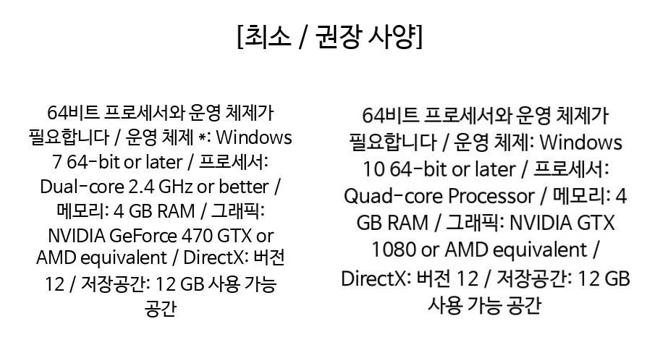 [최소 / 권장 사양]
64비트 프로세서와 운영 체제가
필요합니다 / 운영 체제 *: Windows
7 64-bit or later / 프로세서:
Dual-core 2.4 GHz or better /
메모리: 4 GB RAM / 그래픽:
NVIDIA GeForce 470 GTX or
AMD equivalent / DirectX: 버전
12 / 저장공간: 12 GB 사용 가능
공간
64비트 프로세서와 운영 체제가
필요합니다 / 운영 체제: Windows
10 64-bit or later / 프로세서:
Quad-core Processor / 메모리: 4
GB RAM / 그래픽: NVIDIA GTX
1080 or AMD equivalent /
DirectX: 버전 12 / 저장공간: 12 GB
사용 가능 공간